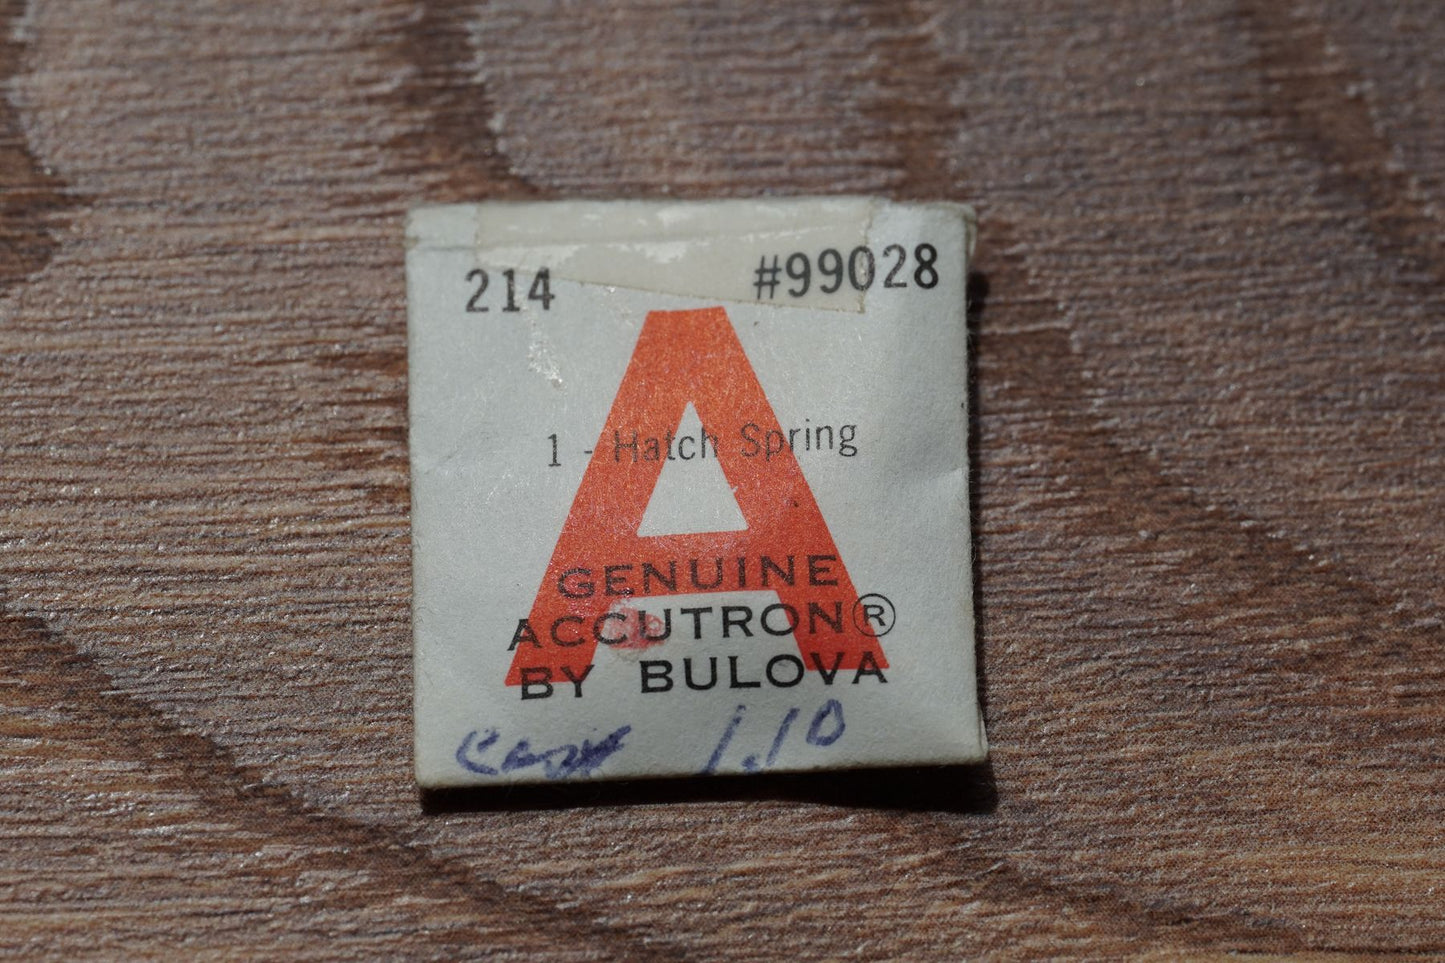 214 #99028
1 - Hatch Spring
GENUINE
ACCUTRON®
BY BULOVA
1.10